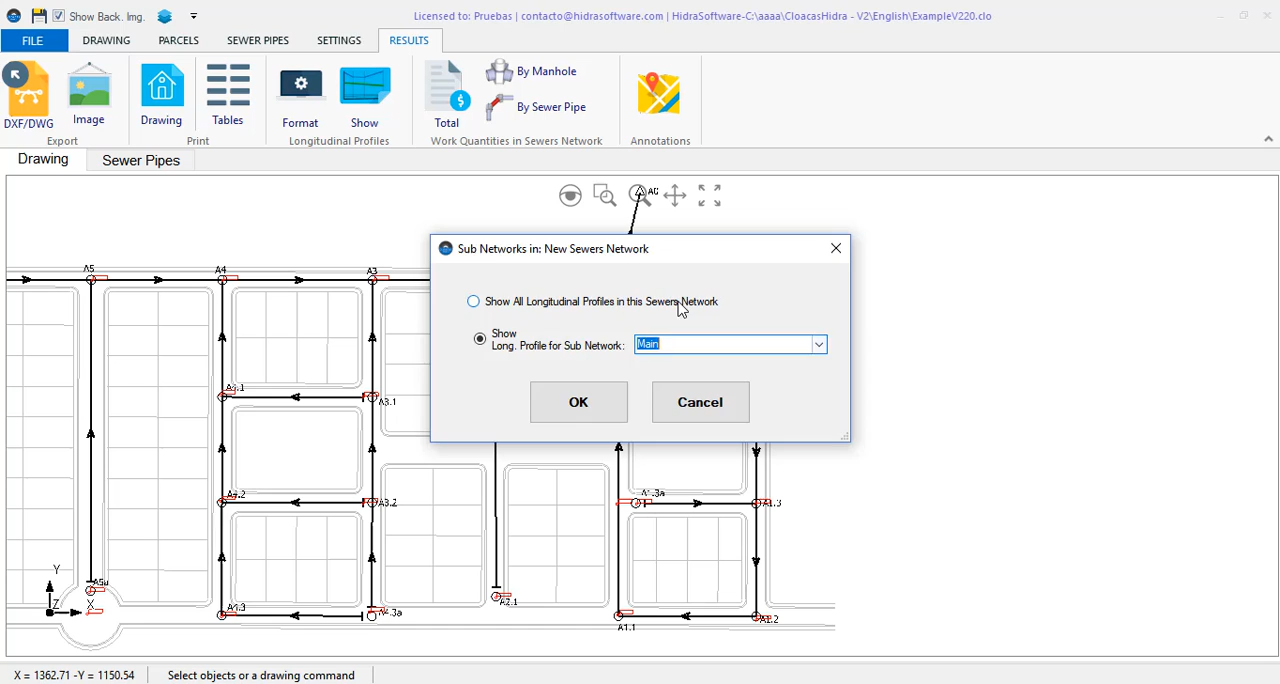 Show Back. Img.
Licensed to: Pruebas | contacto@hidrasoftware.com | HidraSoftware-C:\aaaa\CloacasHidra - V2\English\ExampleV220.clo
FILE DRAWING PARCELS SEWER PIPES SETTINGS RESULTS
DXF/DWG Image Drawing Tables Format Show Total By Manhole
By Sewer Pipe
Export Print Longitudinal Profiles Work Quantities in Sewers Network Annotations
Drawing Sewer Pipes
Sub Networks in: New Sewers Network
Show All Longitudinal Profiles in this Sewers Network
Show
Long. Profile for Sub Network: Main
OK Cancel
A5 A4 A3
A3.1
A4.2 A3.2
A1.3a A1.3
A2.1
A4.3
A1.1 A1.2
Y
Z X
X = 1362.71 -Y = 1150.54 Select objects or a drawing command